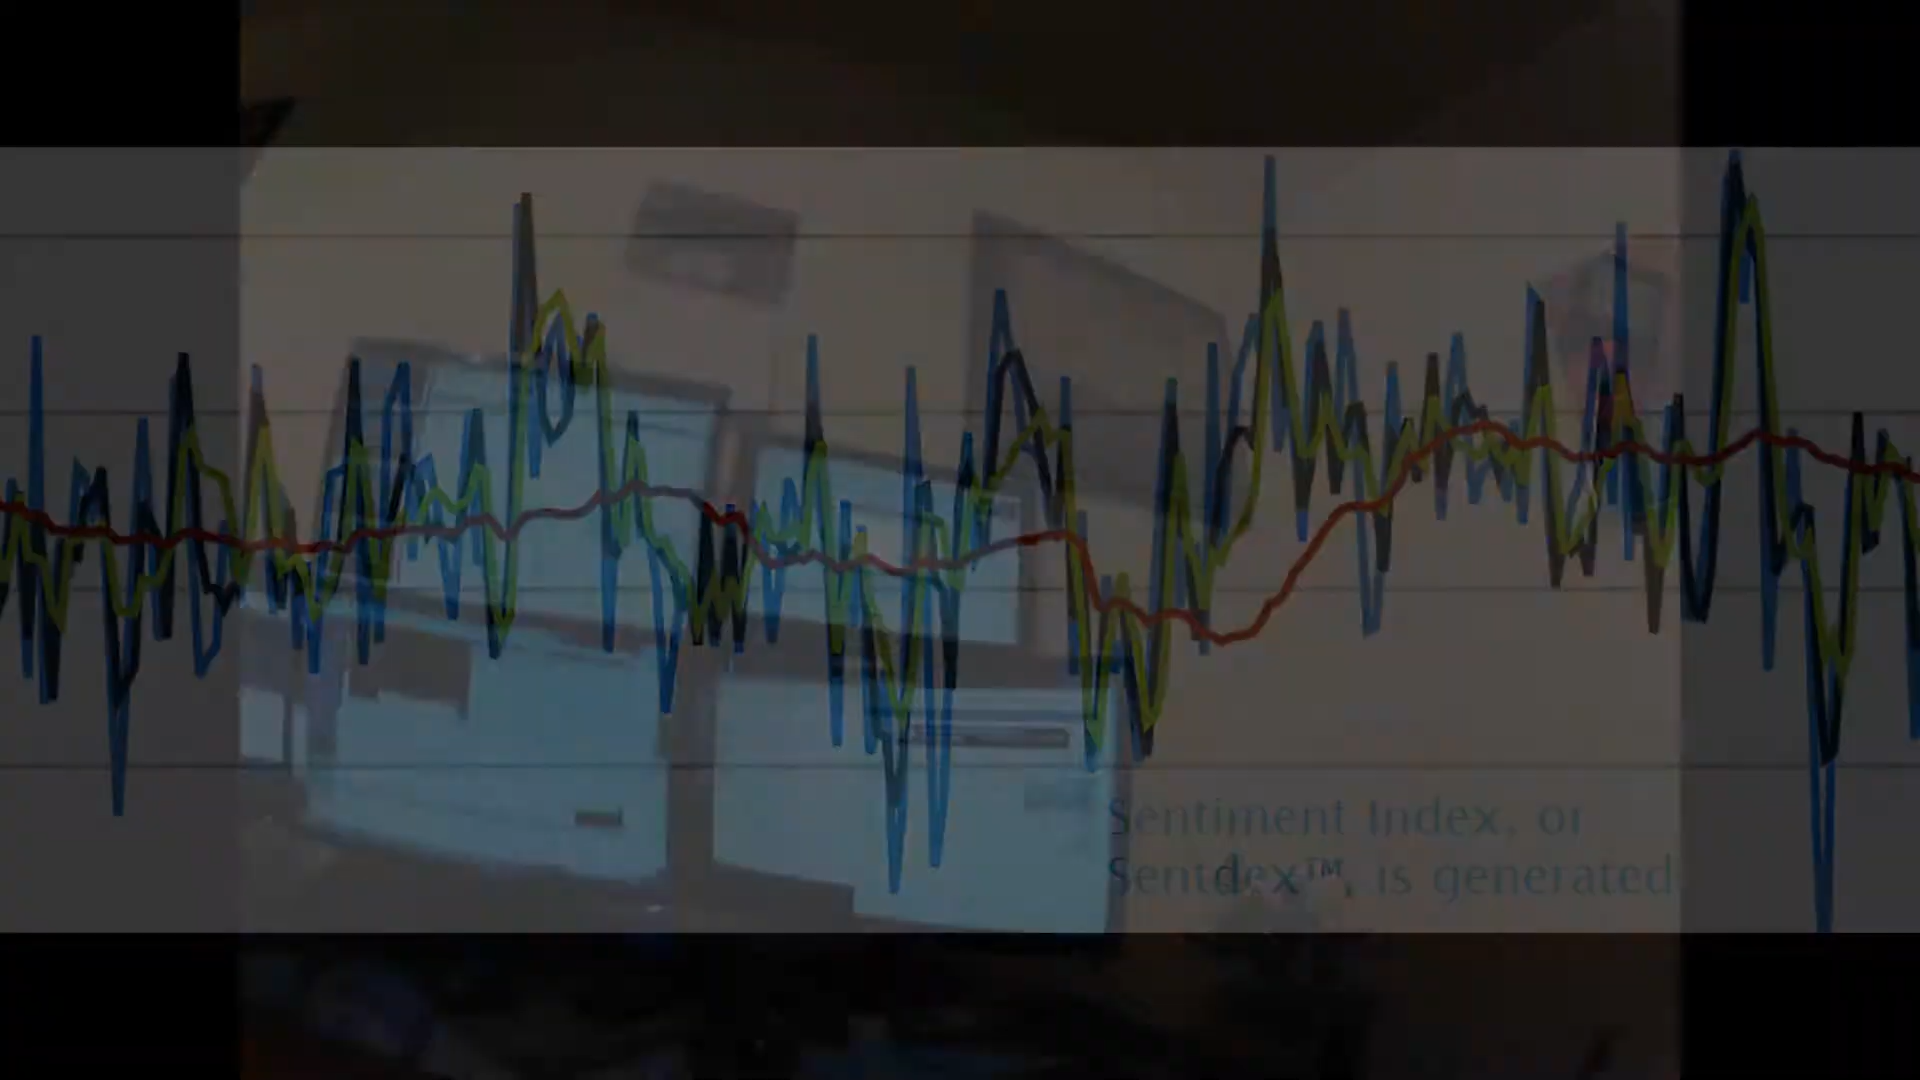 Sentiment Index, or
Sentdex™, is generated